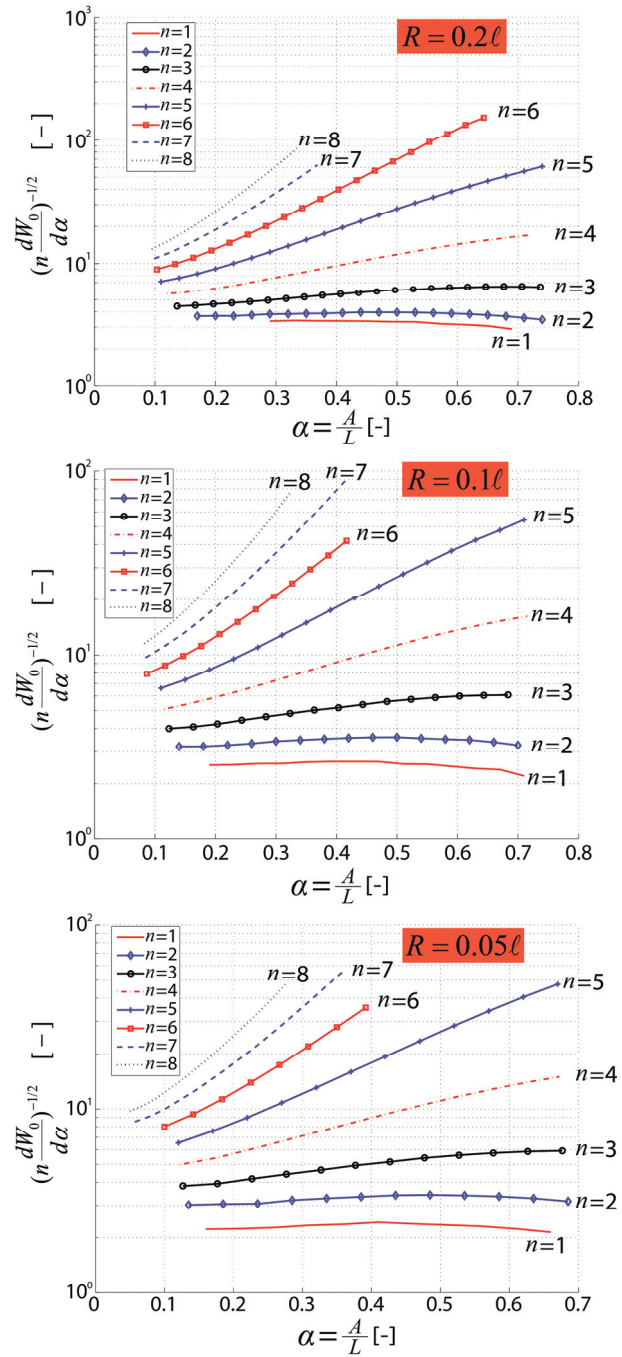 R = 0.2ℓ
n=1
n=2
n=3
n=4
n=5
n=6
n=7
n=8
10³
10²
10¹
10⁰
(n dW₀/dα)^(-1/2) [-]
n=8
n=7
n=6
n=5
n=4
n=3
n=2
n=1
0 0.1 0.2 0.3 0.4 0.5 0.6 0.7 0.8
α = A/L [-]
R = 0.1ℓ
n=1
n=2
n=3
n=4
n=5
n=6
n=7
n=8
10²
10¹
10⁰
(n dW₀/dα)^(-1/2) [-]
n=8
n=7
n=6
n=5
n=4
n=3
n=2
n=1
0 0.1 0.2 0.3 0.4 0.5 0.6 0.7 0.8
α = A/L [-]
R = 0.05ℓ
n=1
n=2
n=3
n=4
n=5
n=6
n=7
n=8
10²
10¹
10⁰
(n dW₀/dα)^(-1/2) [-]
n=8
n=7
n=6
n=5
n=4
n=3
n=2
n=1
0 0.1 0.2 0.3 0.4 0.5 0.6 0.7
α = A/L [-]